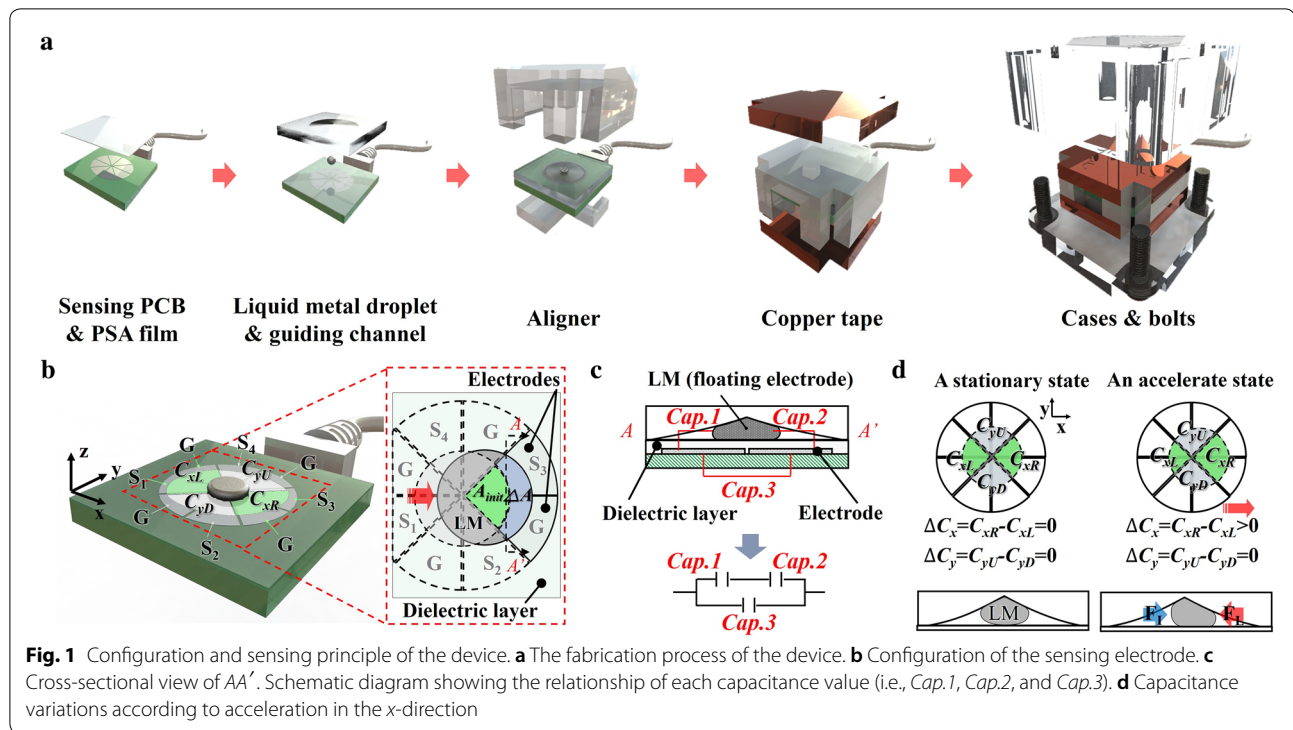 a
Sensing PCB
& PSA film
Liquid metal droplet
& guiding channel
Aligner
Copper tape
Cases & bolts
b
z
y
x
G
S4
G
S1
CxL
CyU
CyD
CxR
S3
G
S2
G
Electrodes
A
S4
G
S3
G
Ainit
ΔA
LM
S1
G
G
S2
A'
Dielectric layer
c
LM (floating electrode)
Cap.1
Cap.2
A
A'
Cap.3
Dielectric layer
Electrode
Cap.1
Cap.2
Cap.3
d
A stationary state
An accelerate state
y
x
CyU
CxL
CxR
CyD
CyU
CxL
CxR
CyD
ΔCx=CxR-CxL=0
ΔCy=CyU-CyD=0
ΔCx=CxR-CxL>0
ΔCy=CyU-CyD=0
LM
Fig. 1 Configuration and sensing principle of the device. a The fabrication process of the device. b Configuration of the sensing electrode. c
Cross-sectional view of AA′. Schematic diagram showing the relationship of each capacitance value (i.e., Cap.1, Cap.2, and Cap.3). d Capacitance
variations according to acceleration in the x-direction